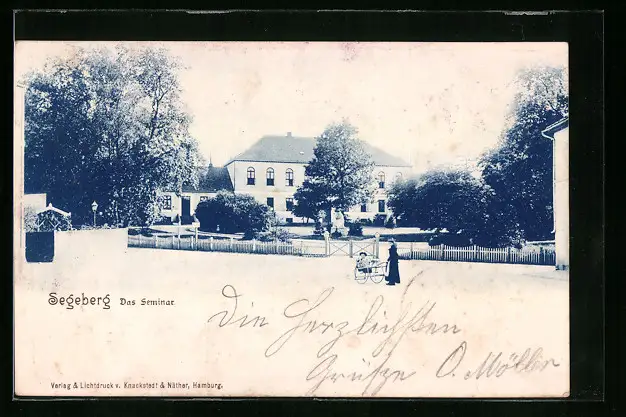 Segeberg Das Seminar.
Die Herzlichsten
Grüße O. Möller
Verlag & Lichtdruck v. Knackstedt & Näther, Hamburg.